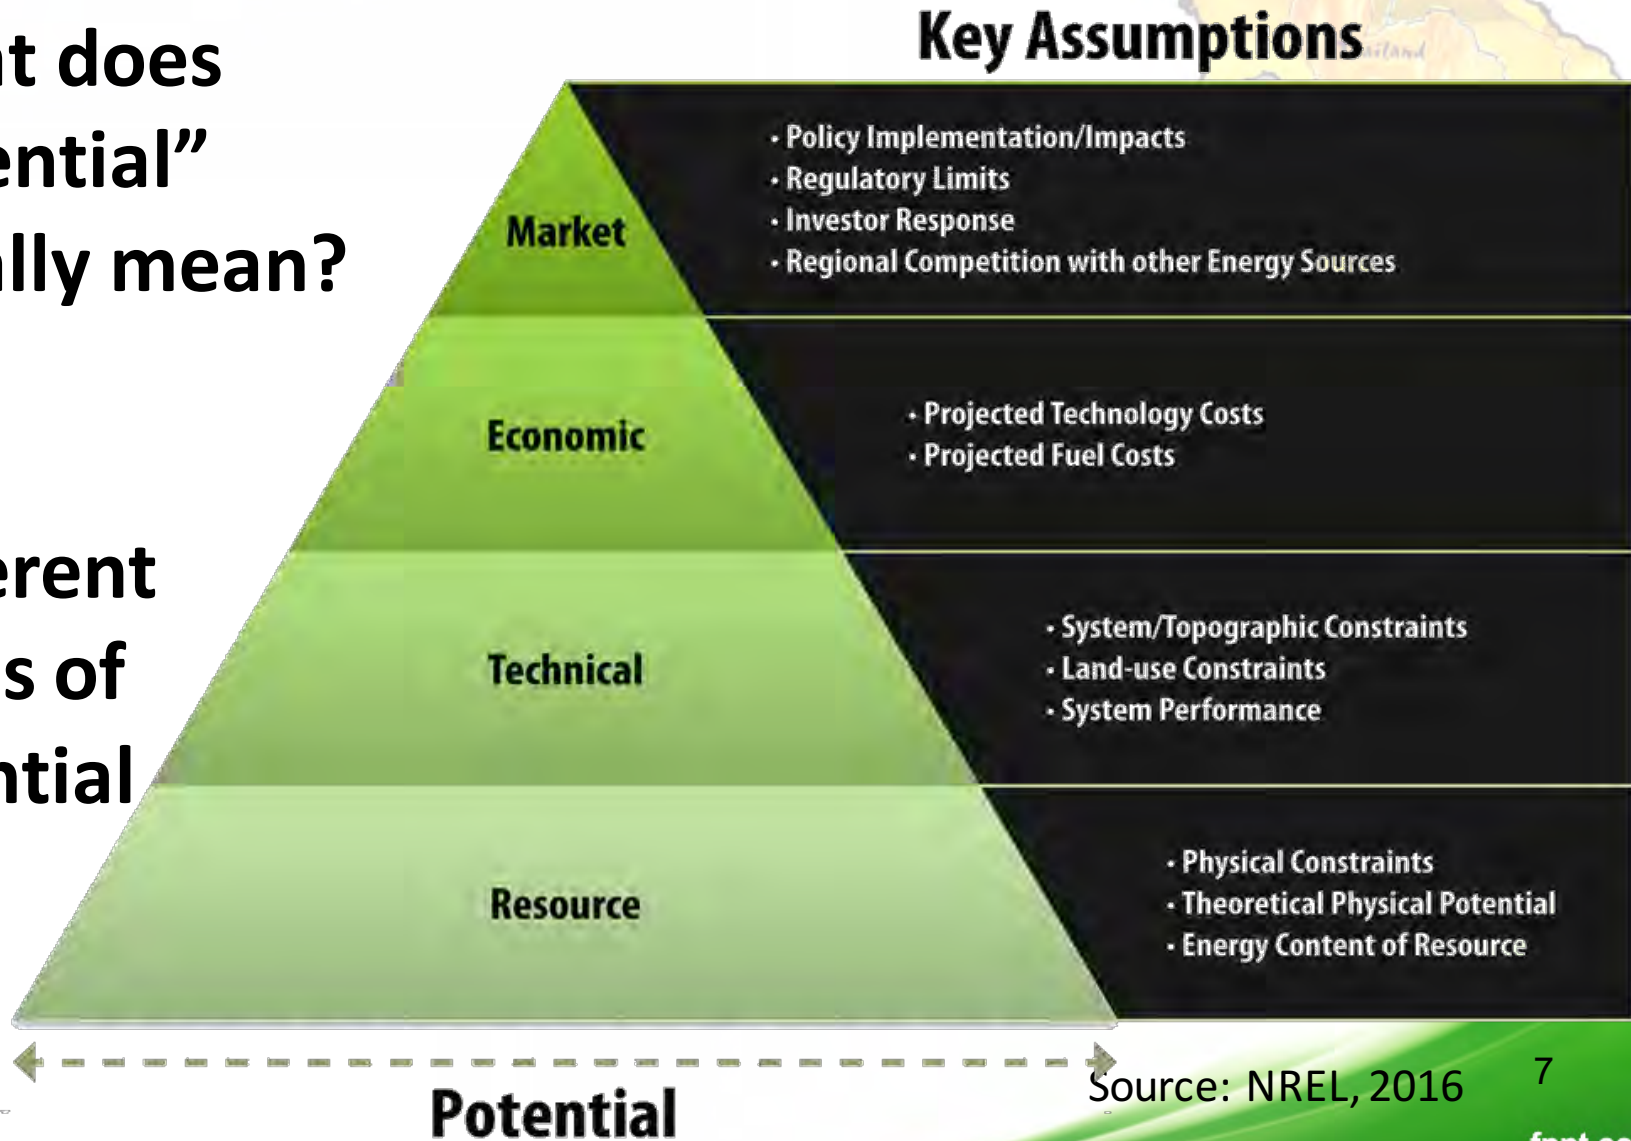 nt does
ential”
ally mean?
erent
s of
ntial
Key Assumptions
Market
· Policy Implementation/Impacts
· Regulatory Limits
· Investor Response
· Regional Competition with other Energy Sources
Economic
· Projected Technology Costs
· Projected Fuel Costs
Technical
· System/Topographic Constraints
· Land-use Constraints
· System Performance
Resource
· Physical Constraints
· Theoretical Physical Potential
· Energy Content of Resource
Potential
Source: NREL, 2016
7